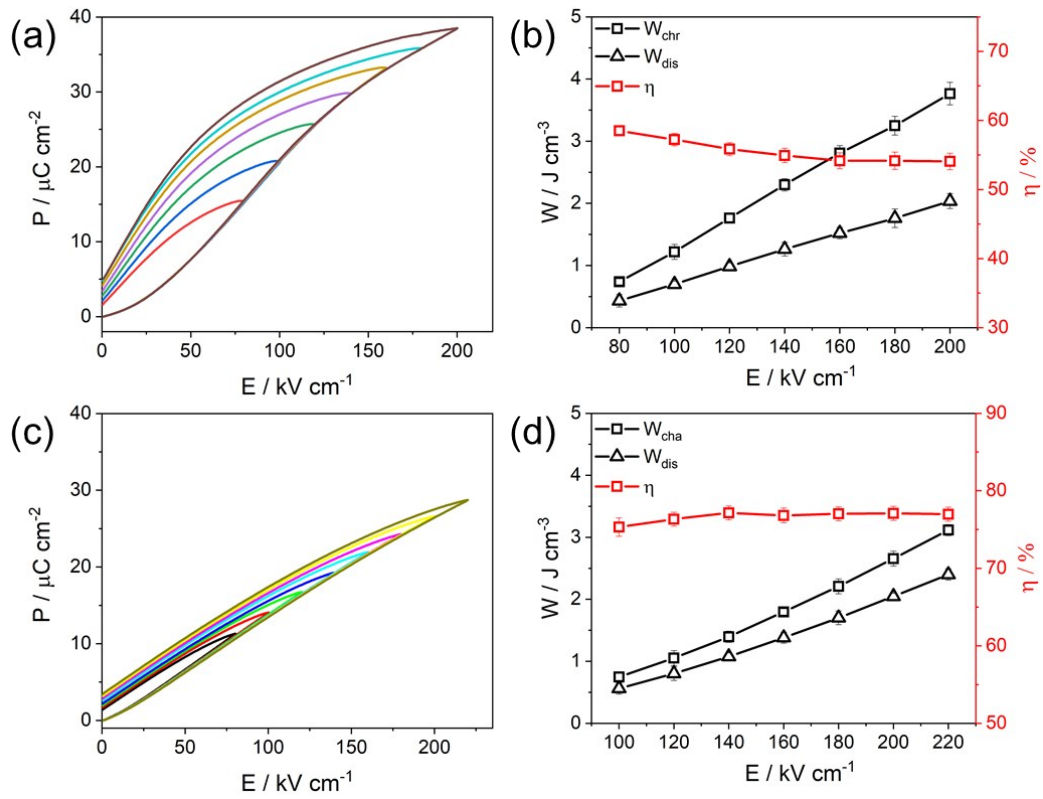 (a)
P / μC cm⁻²
40
30
20
10
0
0 50 100 150 200
E / kV cm⁻¹
(b)
W / J cm⁻³
5
4
3
2
1
0
W_chr
W_dis
η
80 100 120 140 160 180 200
E / kV cm⁻¹
70
60
50
40
30
η / %
(c)
P / μC cm⁻²
40
30
20
10
0
0 50 100 150 200
E / kV cm⁻¹
(d)
W / J cm⁻³
5
4
3
2
1
0
W_cha
W_dis
η
100 120 140 160 180 200 220
E / kV cm⁻¹
90
80
70
60
50
η / %